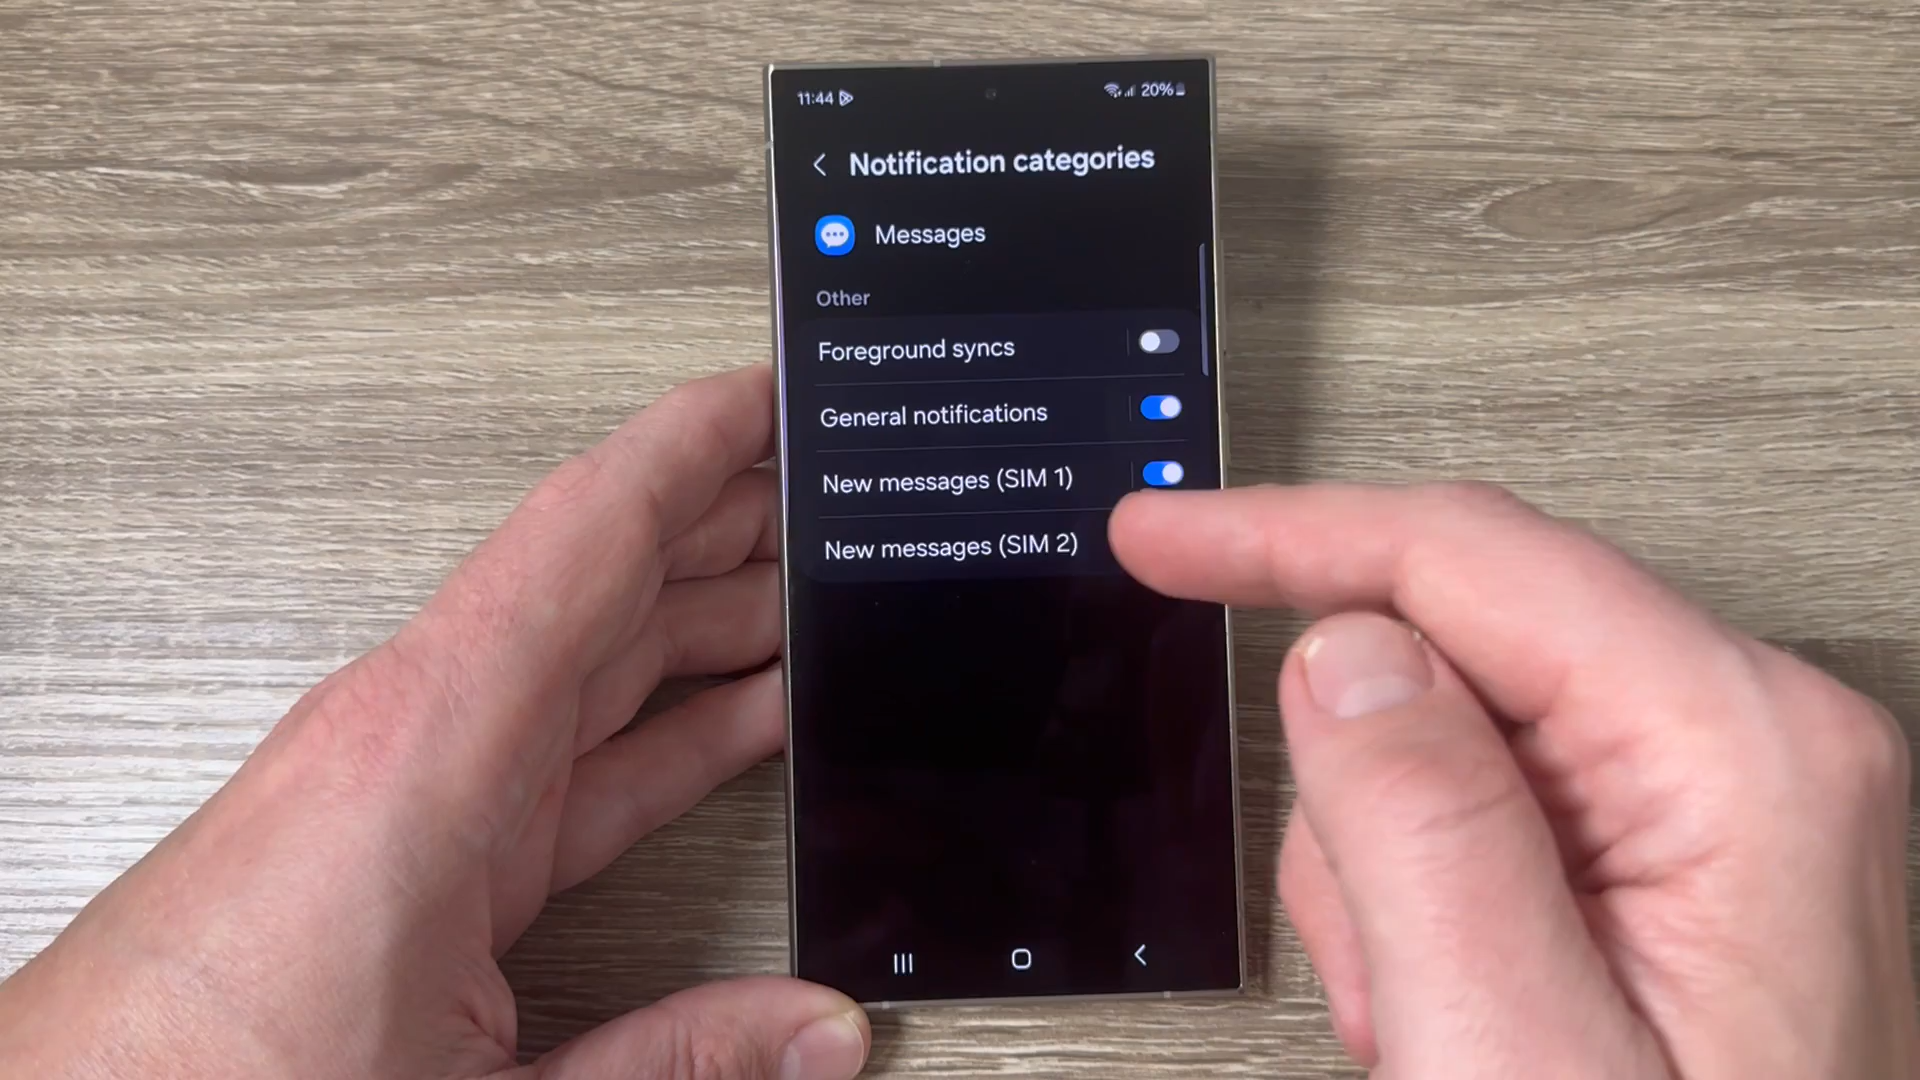 11:44
20%
Notification categories
Messages
Other
Foreground syncs
General notifications
New messages (SIM 1)
New messages (SIM 2)